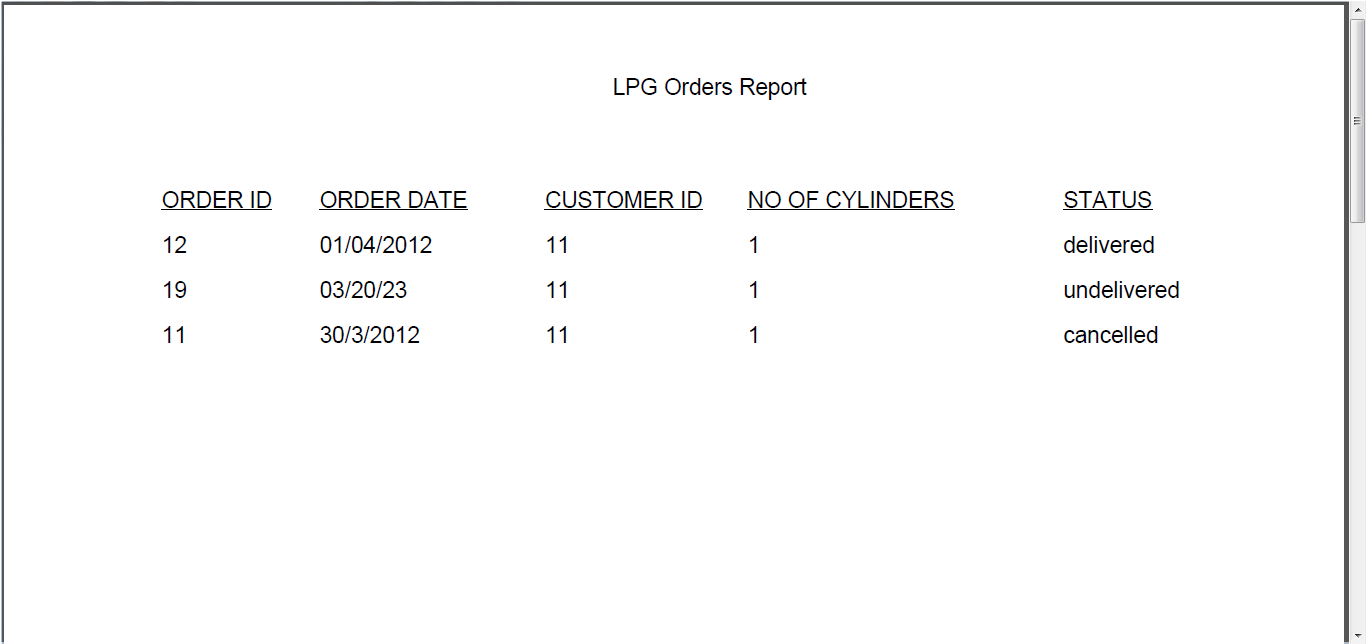 LPG Orders Report
ORDER ID ORDER DATE CUSTOMER ID NO OF CYLINDERS STATUS
12 01/04/2012 11 1 delivered
19 03/20/23 11 1 undelivered
11 30/3/2012 11 1 cancelled